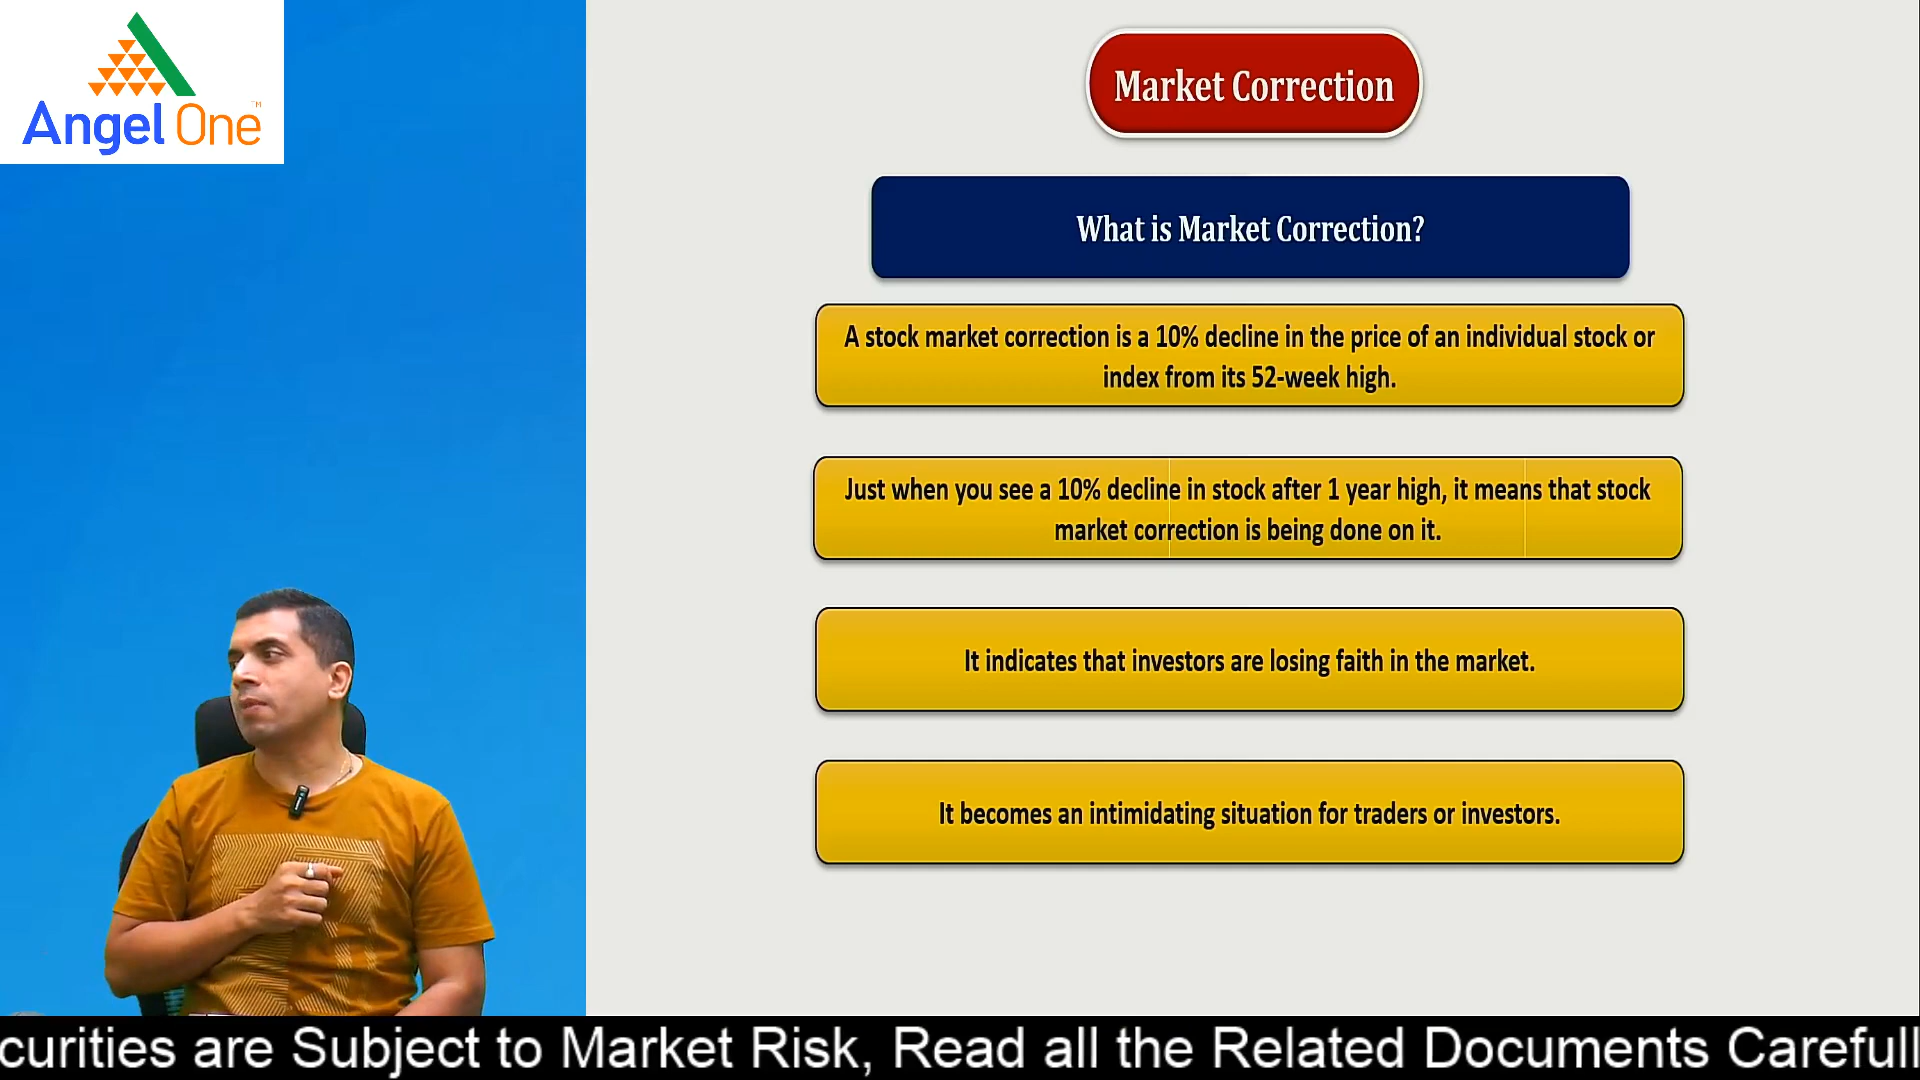 Angel One™
Market Correction
What is Market Correction?
A stock market correction is a 10% decline in the price of an individual stock or
index from its 52-week high.
Just when you see a 10% decline in stock after 1 year high, it means that stock
market correction is being done on it.
It indicates that investors are losing faith in the market.
It becomes an intimidating situation for traders or investors.
curities are Subject to Market Risk, Read all the Related Documents Carefull